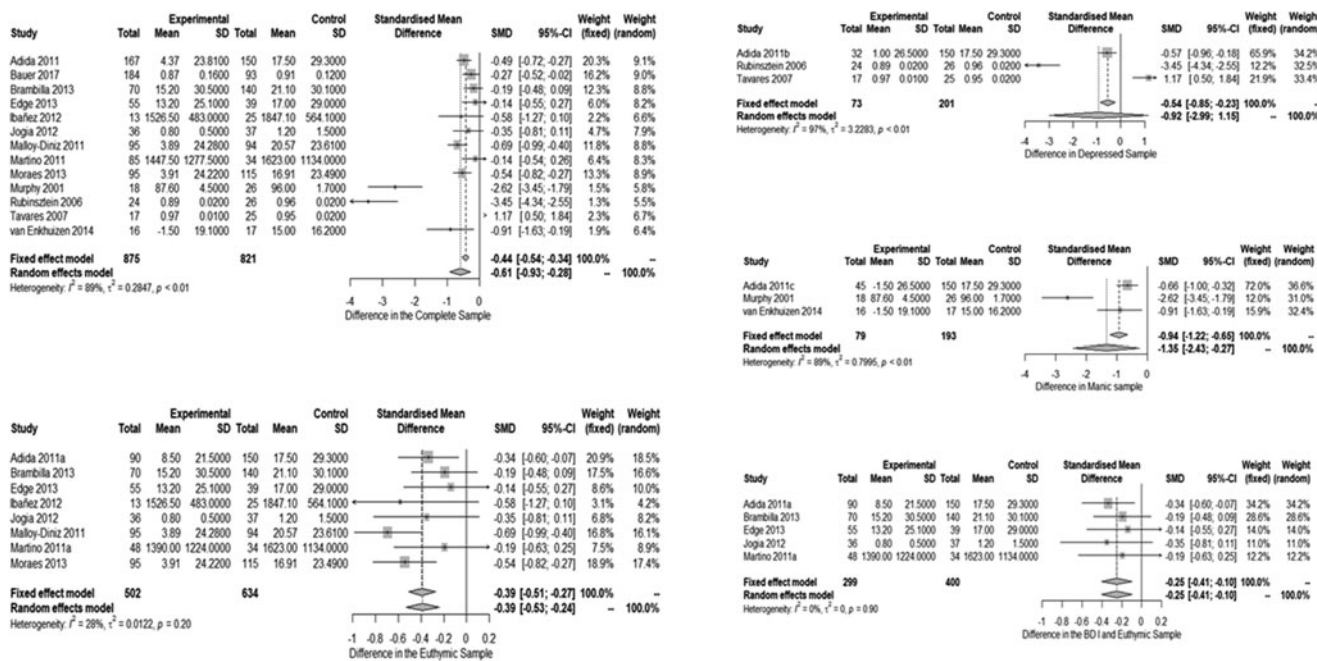 Experimental Control Standardised Mean Weight Weight
Study Total Mean SD Total Mean SD Difference SMD 95%-CI (fixed) (random)
Adida 2011 167 4.37 23.8100 150 17.50 29.3000 -0.49 [-0.72; -0.27] 20.3% 9.1%
Bauer 2017 184 0.87 0.1600 93 0.91 0.1200 -0.27 [-0.52; -0.02] 16.2% 9.0%
Brambilla 2013 70 15.20 30.5000 140 21.10 30.1000 -0.19 [-0.48; 0.09] 12.3% 8.8%
Edge 2013 55 13.20 25.1000 39 17.00 29.0000 -0.14 [-0.55; 0.27] 6.0% 8.3%
Ibañez 2012 13 1526.50 483.0000 25 1847.10 564.1000 -0.58 [-1.27; 0.10] 2.2% 6.6%
Jogia 2012 36 0.80 0.5000 37 1.20 1.5000 -0.35 [-0.81; 0.11] 4.7% 7.9%
Malloy-Diniz 2011 95 3.89 24.2800 94 20.57 23.6100 -0.69 [-0.99; -0.40] 11.8% 8.8%
Martino 2011 85 1447.50 1277.5000 34 1623.00 1134.0000 -0.14 [-0.54; 0.26] 6.4% 8.3%
Moraes 2013 95 3.91 24.2200 115 16.91 23.4900 -0.54 [-0.82; -0.27] 13.3% 8.9%
Murphy 2001 18 87.60 4.5000 26 96.00 1.7000 -2.62 [-3.45; -1.79] 1.5% 5.8%
Rubinsztein 2006 24 0.89 0.0200 26 0.96 0.0200 -3.45 [-4.34; -2.55] 1.2% 5.4%
Tavares 2007 17 0.97 0.0100 25 0.95 0.0200 1.17 [0.50; 1.84] 2.3% 6.7%
van Enkhuizen 2014 16 -1.50 19.1000 17 15.00 16.2000 -0.91 [-1.63; -0.19] 1.9% 6.4%
Fixed effect model 875 821 -0.44 [-0.54; -0.34] 100.0% --
Random effects model -0.61 [-0.93; -0.28] -- 100.0%
Heterogeneity: I² = 89%, τ² = 0.2847, p < 0.01
-4 -3 -2 -1 0
Difference in the Complete Sample
Experimental Control Standardised Mean Weight Weight
Study Total Mean SD Total Mean SD Difference SMD 95%-CI (fixed) (random)
Adida 2011a 90 8.50 21.5000 150 17.50 29.3000 -0.34 [-0.60; -0.07] 20.9% 18.5%
Brambilla 2013 70 15.20 30.5000 140 21.10 30.1000 -0.19 [-0.48; 0.09] 17.5% 16.6%
Edge 2013 55 13.20 25.1000 39 17.00 29.0000 -0.14 [-0.55; 0.27] 8.6% 10.0%
Ibañez 2012 13 1526.50 483.0000 25 1847.10 564.1000 -0.58 [-1.27; 0.10] 3.1% 4.2%
Jogia 2012 36 0.80 0.5000 37 1.20 1.5000 -0.35 [-0.81; 0.11] 6.8% 8.2%
Malloy-Diniz 2011 95 3.89 24.2800 94 20.57 23.6100 -0.69 [-0.99; -0.40] 16.8% 16.1%
Martino 2011a 48 1390.00 1224.0000 34 1623.00 1134.0000 -0.19 [-0.63; 0.25] 7.5% 9.0%
Moraes 2013 95 3.91 24.2200 115 16.91 23.4900 -0.54 [-0.82; -0.27] 18.9% 17.4%
Fixed effect model 502 634 -0.39 [-0.51; -0.27] 100.0% --
Random effects model -0.39 [-0.53; -0.24] -- 100.0%
Heterogeneity: I² = 28%, τ² = 0.0122, p = 0.20
-1 -0.8 -0.6 -0.4 -0.2 0 0.2
Difference in the Euthymic Sample
Experimental Control Standardised Mean Weight Weight
Study Total Mean SD Total Mean SD Difference SMD 95%-CI (fixed) (random)
Adida 2011b 32 1.00 26.5000 150 17.50 29.3000 -0.57 [-0.96; -0.18] 65.9% 34.2%
Rubinsztein 2006 24 0.89 0.0200 26 0.96 0.0200 -3.45 [-4.34; -2.55] 12.2% 32.5%
Tavares 2007 17 0.97 0.0100 25 0.95 0.0200 1.17 [0.50; 1.84] 21.9% 33.4%
Fixed effect model 73 201 -0.54 [-0.85; -0.23] 100.0% --
Random effects model -0.92 [-2.99; 1.15] -- 100.0%
Heterogeneity: I² = 97%, τ² = 3.2283, p < 0.01
-4 -3 -2 -1 0 1
Difference in Depressed Sample
Experimental Control Standardised Mean Weight Weight
Study Total Mean SD Total Mean SD Difference SMD 95%-CI (fixed) (random)
Adida 2011c 45 -1.50 26.5000 150 17.50 29.3000 -0.66 [-1.00; -0.32] 72.0% 36.6%
Murphy 2001 18 87.60 4.5000 26 96.00 1.7000 -2.62 [-3.45; -1.79] 12.0% 31.0%
van Enkhuizen 2014 16 -1.50 19.1000 17 15.00 16.2000 -0.91 [-1.63; -0.19] 15.9% 32.4%
Fixed effect model 79 193 -0.94 [-1.22; -0.65] 100.0% --
Random effects model -1.35 [-2.43; -0.27] -- 100.0%
Heterogeneity: I² = 89%, τ² = 0.7995, p < 0.01
-3 -2 -1 0
Difference in Manic sample
Experimental Control Standardised Mean Weight Weight
Study Total Mean SD Total Mean SD Difference SMD 95%-CI (fixed) (random)
Adida 2011a 90 8.50 21.5000 150 17.50 29.3000 -0.34 [-0.60; -0.07] 34.2% 34.2%
Brambilla 2013 70 15.20 30.5000 140 21.10 30.1000 -0.19 [-0.48; 0.09] 28.6% 28.6%
Edge 2013 55 13.20 25.1000 39 17.00 29.0000 -0.14 [-0.55; 0.27] 14.0% 14.0%
Jogia 2012 36 0.80 0.5000 37 1.20 1.5000 -0.35 [-0.81; 0.11] 11.0% 11.0%
Martino 2011a 48 1390.00 1224.0000 34 1623.00 1134.0000 -0.19 [-0.63; 0.25] 12.2% 12.2%
Fixed effect model 299 400 -0.25 [-0.41; -0.10] 100.0% --
Random effects model -0.25 [-0.41; -0.10] -- 100.0%
Heterogeneity: I² = 0%, τ² = 0, p = 0.90
-1 -0.8 -0.6 -0.4 -0.2 0 0.2
Difference in the BD I and Euthymic Sample